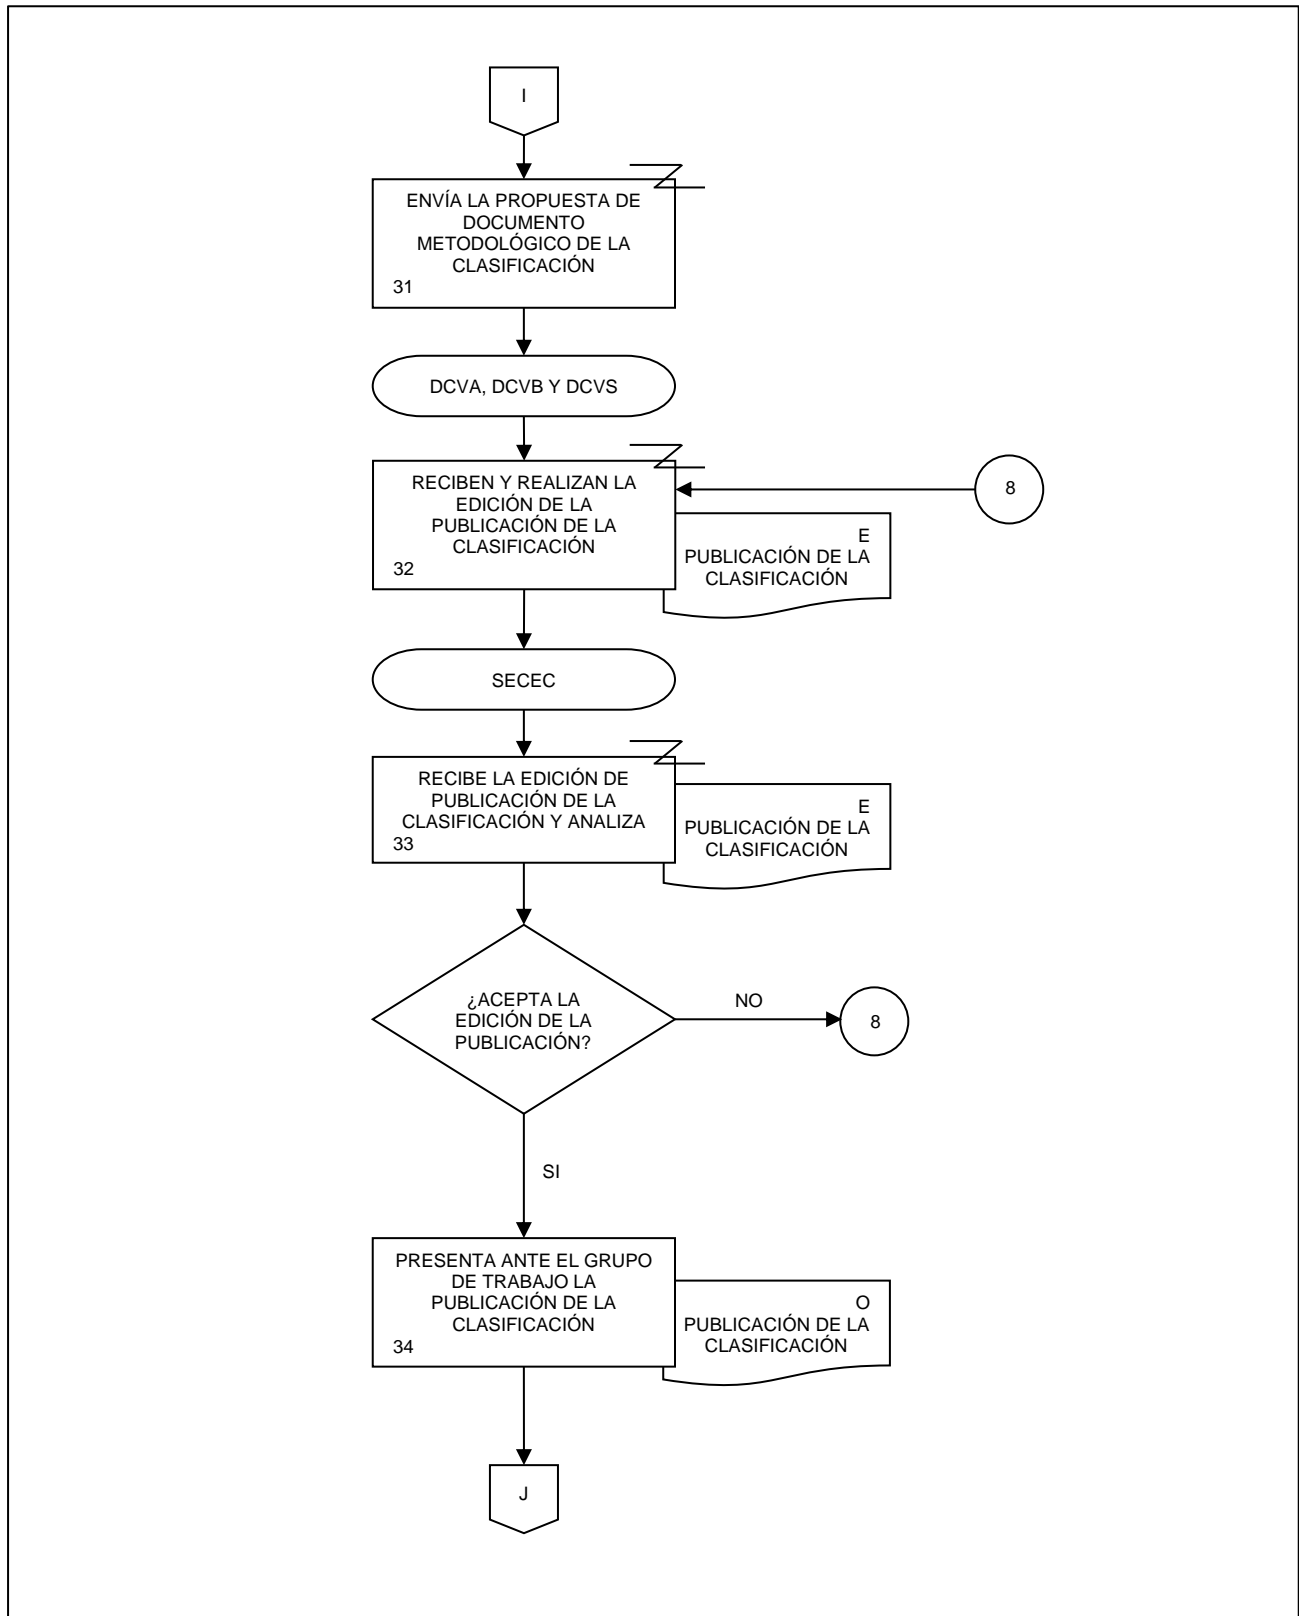 I
ENVÍA LA PROPUESTA DE
DOCUMENTO
METODOLÓGICO DE LA
CLASIFICACIÓN
31
DCVA, DCVB Y DCVS
RECIBEN Y REALIZAN LA
EDICIÓN DE LA
PUBLICACIÓN DE LA
CLASIFICACIÓN
32
8
E
PUBLICACIÓN DE LA
CLASIFICACIÓN
SECEC
RECIBE LA EDICIÓN DE
PUBLICACIÓN DE LA
CLASIFICACIÓN Y ANALIZA
33
E
PUBLICACIÓN DE LA
CLASIFICACIÓN
¿ACEPTA LA
EDICIÓN DE LA
PUBLICACIÓN?
NO
8
SI
PRESENTA ANTE EL GRUPO
DE TRABAJO LA
PUBLICACIÓN DE LA
CLASIFICACIÓN
34
O
PUBLICACIÓN DE LA
CLASIFICACIÓN
J